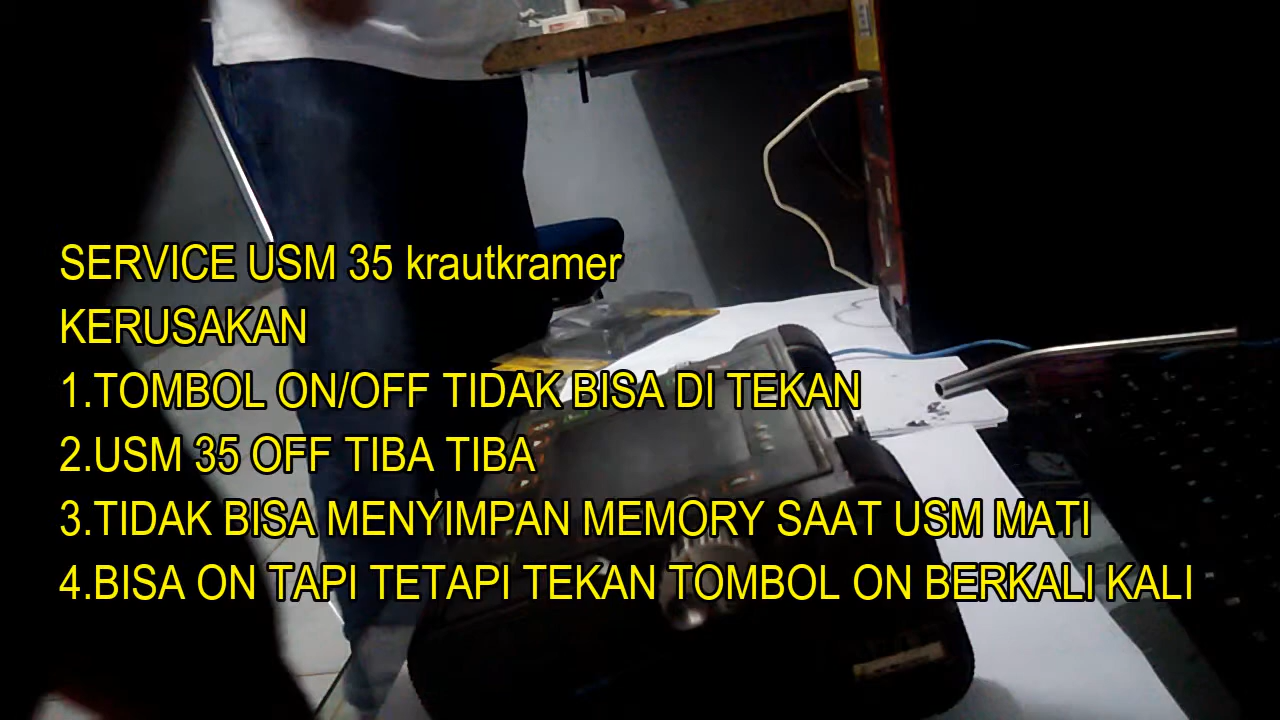 SERVICE USM 35 krautkramer
KERUSAKAN
1.TOMBOL ON/OFF TIDAK BISA DI TEKAN
2.USM 35 OFF TIBA TIBA
3.TIDAK BISA MENYIMPAN MEMORY SAAT USM MATI
4.BISA ON TAPI TETAPI TEKAN TOMBOL ON BERKALI KALI